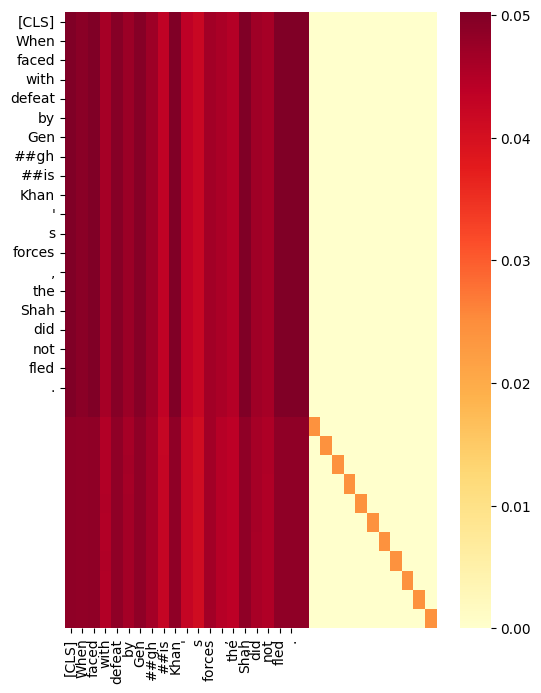 [CLS]
When
faced
with
defeat
by
Gen
##gh
##is
Khan
'
s
forces
,
the
Shah
did
not
fled
.
0.05
0.04
0.03
0.02
0.01
0.00
[CLS]
When
faced
with
defeat
by
Gen
##gh
##is
Khan
'
s
forces
,
the
Shah
did
not
fled
.